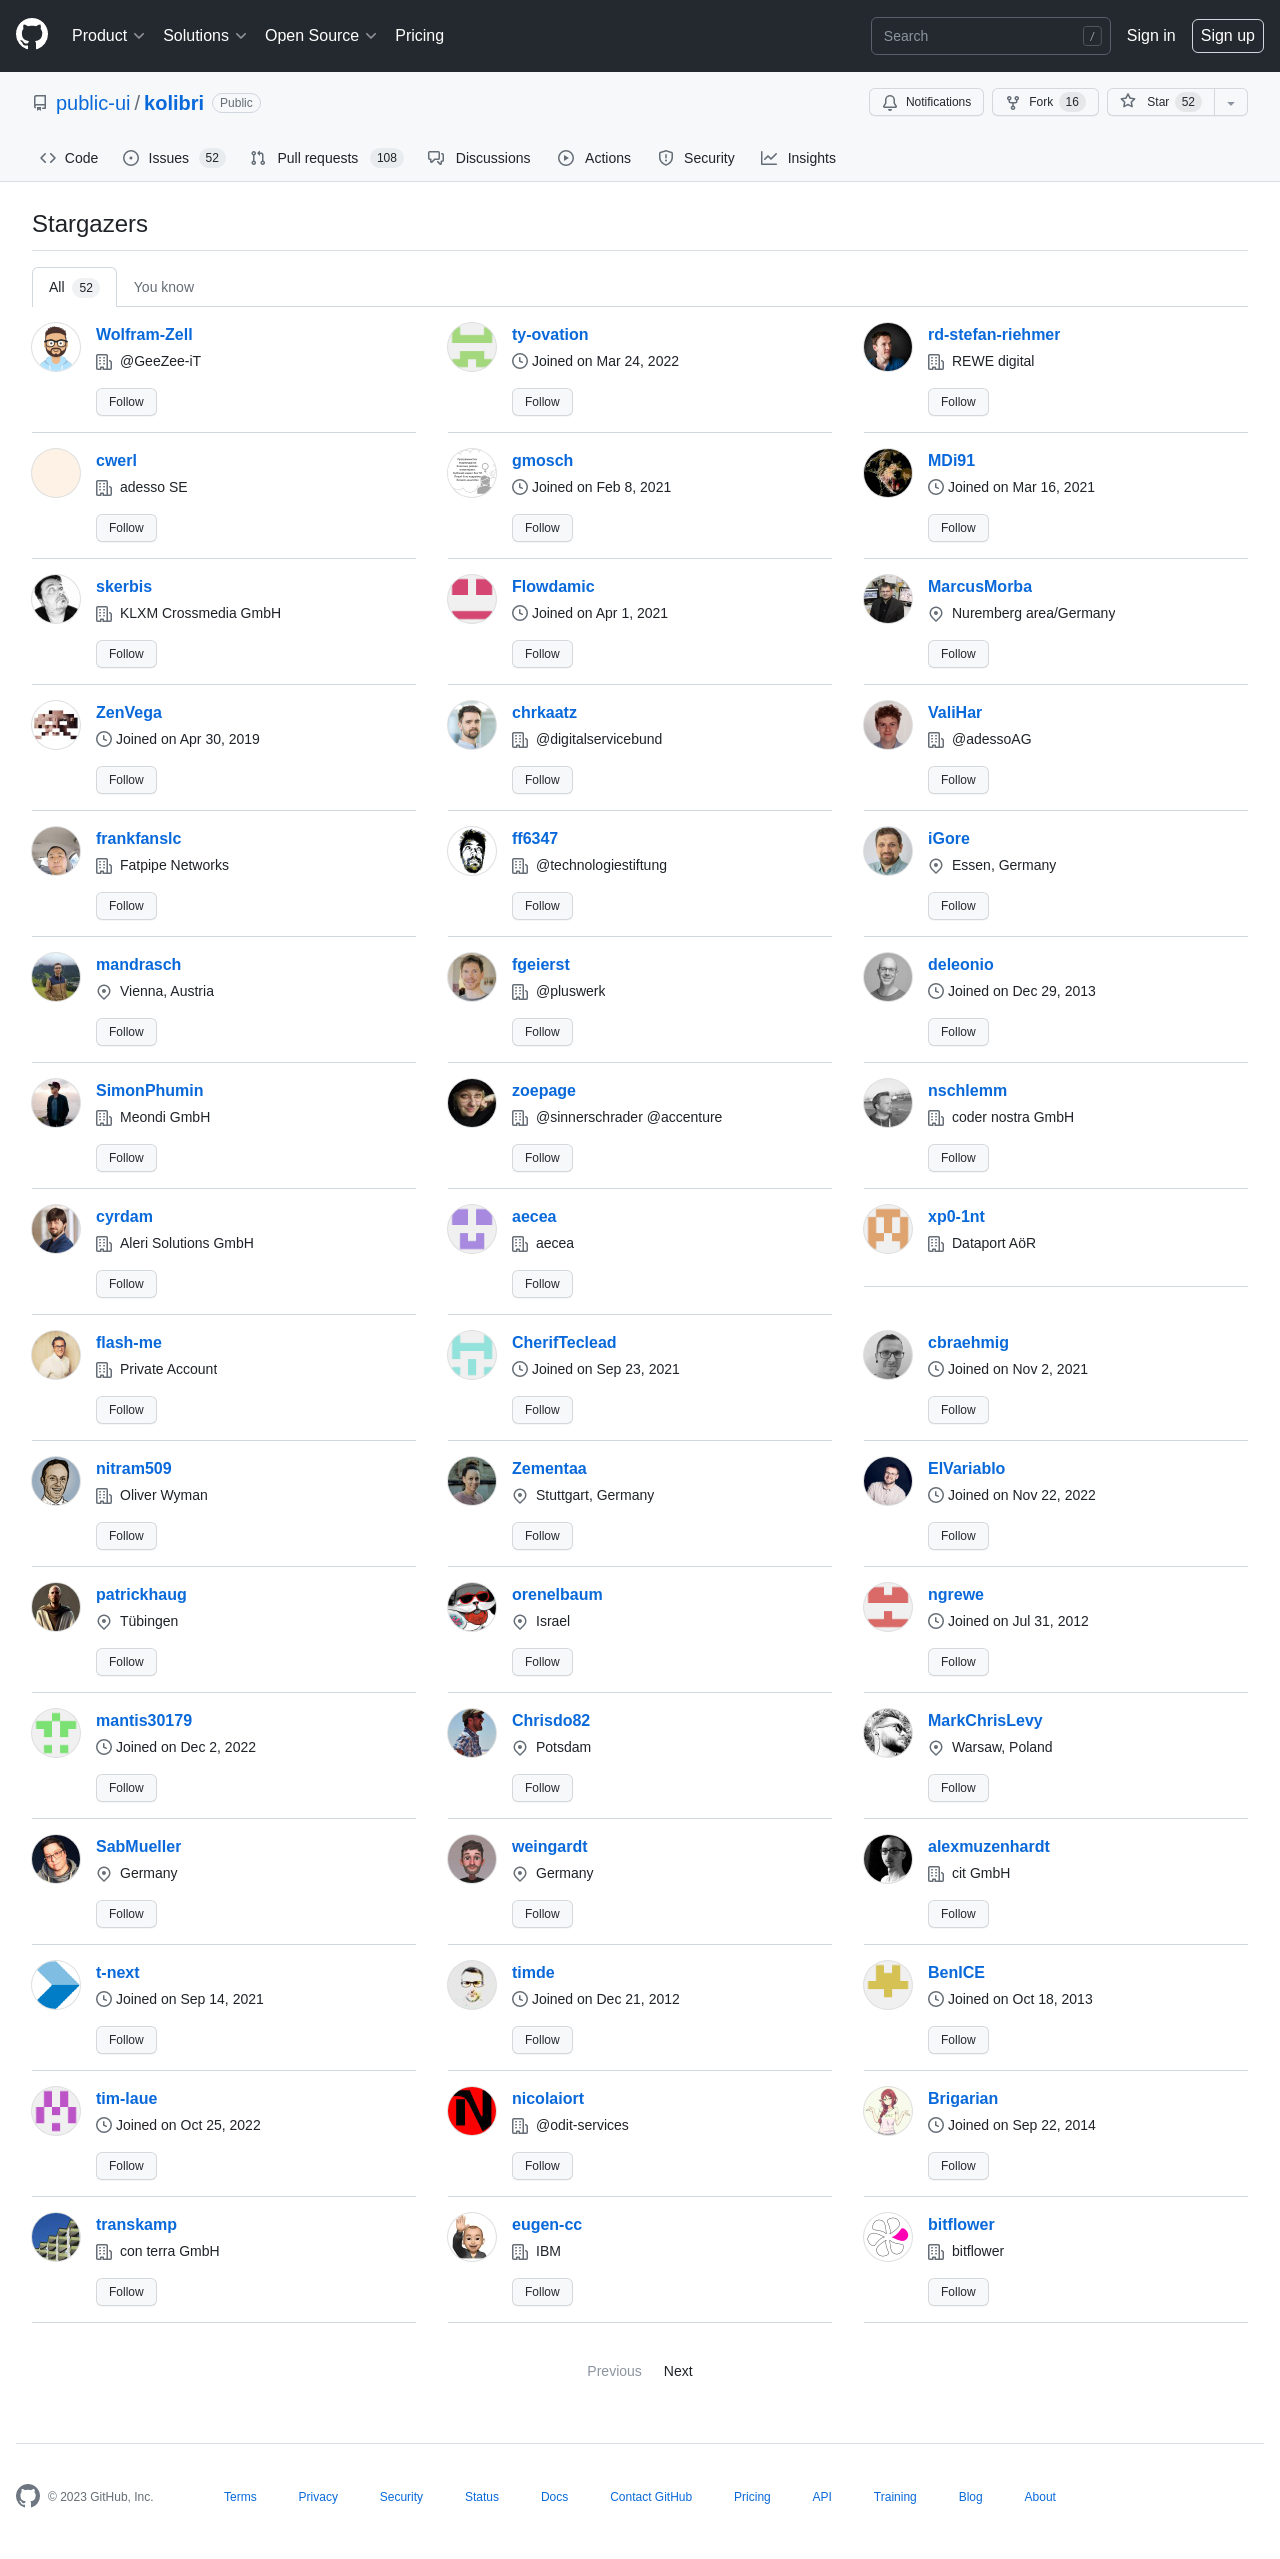 Product Solutions Open Source Pricing Search / Sign in Sign up
public-ui / kolibri Public Notifications Fork 16 Star 52
Code Issues 52 Pull requests 108 Discussions Actions Security Insights
Stargazers
All 52 You know
Wolfram-Zell
@GeeZee-iT
Follow
ty-ovation
Joined on Mar 24, 2022
Follow
rd-stefan-riehmer
REWE digital
Follow
cwerl
adesso SE
Follow
gmosch
Joined on Feb 8, 2021
Follow
MDi91
Joined on Mar 16, 2021
Follow
skerbis
KLXM Crossmedia GmbH
Follow
Flowdamic
Joined on Apr 1, 2021
Follow
MarcusMorba
Nuremberg area/Germany
Follow
ZenVega
Joined on Apr 30, 2019
Follow
chrkaatz
@digitalservicebund
Follow
ValiHar
@adessoAG
Follow
frankfanslc
Fatpipe Networks
Follow
ff6347
@technologiestiftung
Follow
iGore
Essen, Germany
Follow
mandrasch
Vienna, Austria
Follow
fgeierst
@pluswerk
Follow
deleonio
Joined on Dec 29, 2013
Follow
SimonPhumin
Meondi GmbH
Follow
zoepage
@sinnerschrader @accenture
Follow
nschlemm
coder nostra GmbH
Follow
cyrdam
Aleri Solutions GmbH
Follow
aecea
aecea
Follow
xp0-1nt
Dataport AöR
flash-me
Private Account
Follow
CherifTeclead
Joined on Sep 23, 2021
Follow
cbraehmig
Joined on Nov 2, 2021
Follow
nitram509
Oliver Wyman
Follow
Zementaa
Stuttgart, Germany
Follow
ElVariablo
Joined on Nov 22, 2022
Follow
patrickhaug
Tübingen
Follow
orenelbaum
Israel
Follow
ngrewe
Joined on Jul 31, 2012
Follow
mantis30179
Joined on Dec 2, 2022
Follow
Chrisdo82
Potsdam
Follow
MarkChrisLevy
Warsaw, Poland
Follow
SabMueller
Germany
Follow
weingardt
Germany
Follow
alexmuzenhardt
cit GmbH
Follow
t-next
Joined on Sep 14, 2021
Follow
timde
Joined on Dec 21, 2012
Follow
BenICE
Joined on Oct 18, 2013
Follow
tim-laue
Joined on Oct 25, 2022
Follow
nicolaiort
@odit-services
Follow
Brigarian
Joined on Sep 22, 2014
Follow
transkamp
con terra GmbH
Follow
eugen-cc
IBM
Follow
bitflower
bitflower
Follow
Previous Next
© 2023 GitHub, Inc. Terms Privacy Security Status Docs Contact GitHub Pricing API Training Blog About